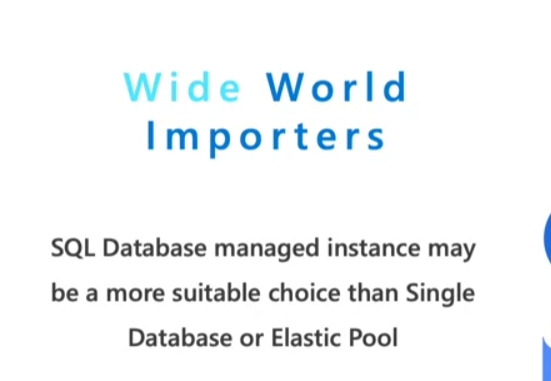 Wide World
Importers
SQL Database managed instance may
be a more suitable choice than Single
Database or Elastic Pool